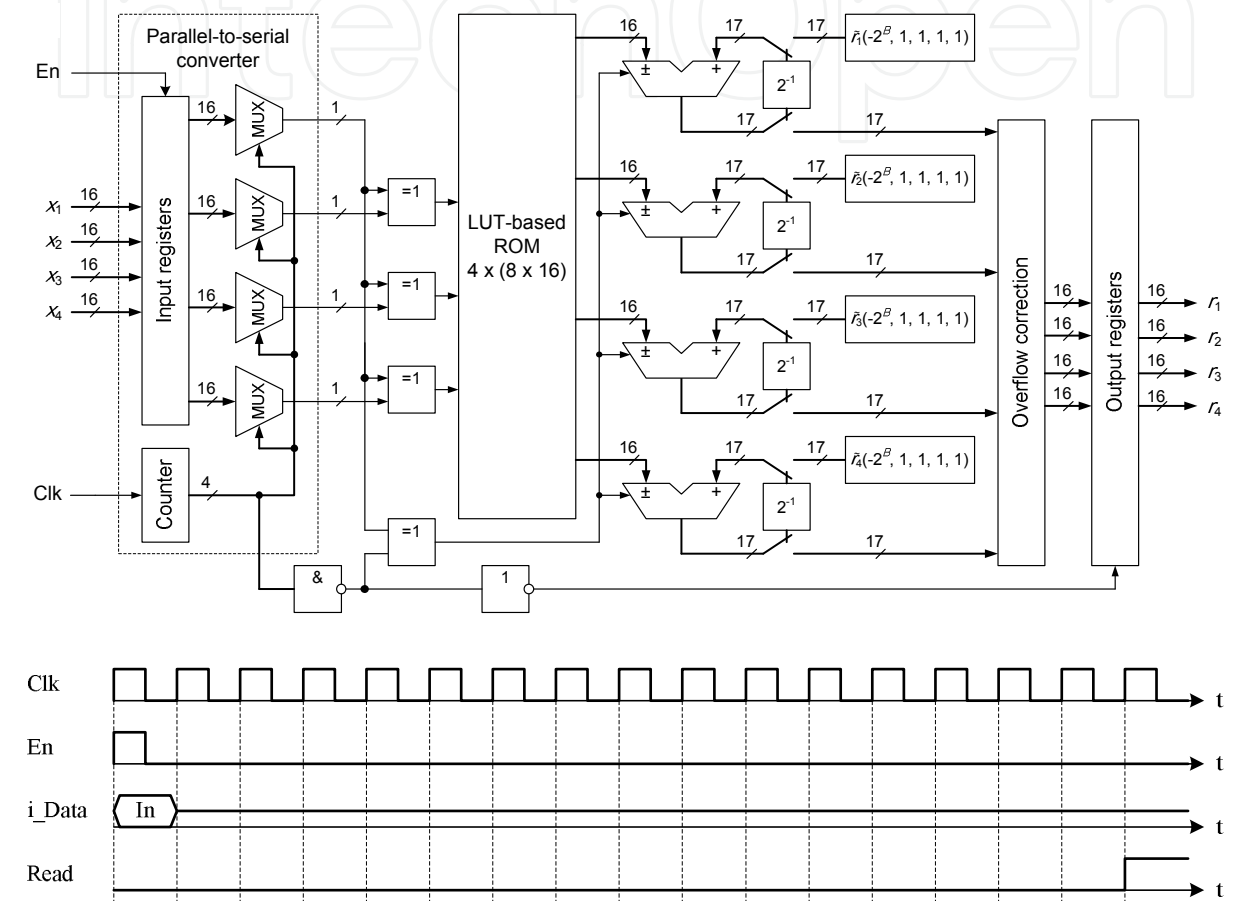 IntechOpen
Parallel-to-serial
converter
En
Input registers
x1
16
x2
16
x3
16
x4
16
16
MUX
1
16
MUX
1
16
MUX
1
16
MUX
1
Clk
Counter
4
=1
=1
=1
=1
&
1
LUT-based
ROM
4 x (8 x 16)
16
±
+
17
2⁻¹
17
r̃1(-2ᴮ, 1, 1, 1, 1)
17
17
16
±
+
17
2⁻¹
17
r̃2(-2ᴮ, 1, 1, 1, 1)
17
17
16
±
+
17
2⁻¹
17
r̃3(-2ᴮ, 1, 1, 1, 1)
17
17
16
±
+
17
2⁻¹
17
r̃4(-2ᴮ, 1, 1, 1, 1)
17
17
Overflow correction
16
16
16
16
Output registers
16
r1
16
r2
16
r3
16
r4
Clk
t
En
t
i_Data
In
t
Read
t